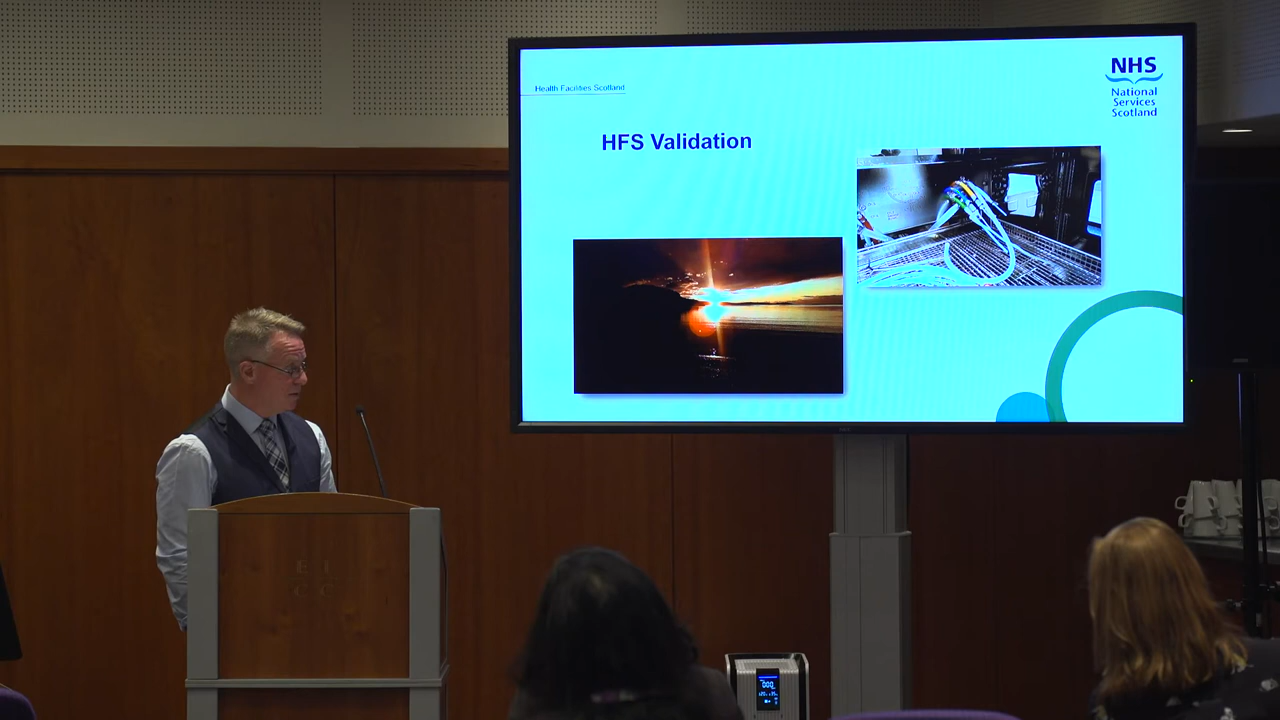 Health Facilities Scotland
NHS
National
Services
Scotland
HFS Validation
E I
C C